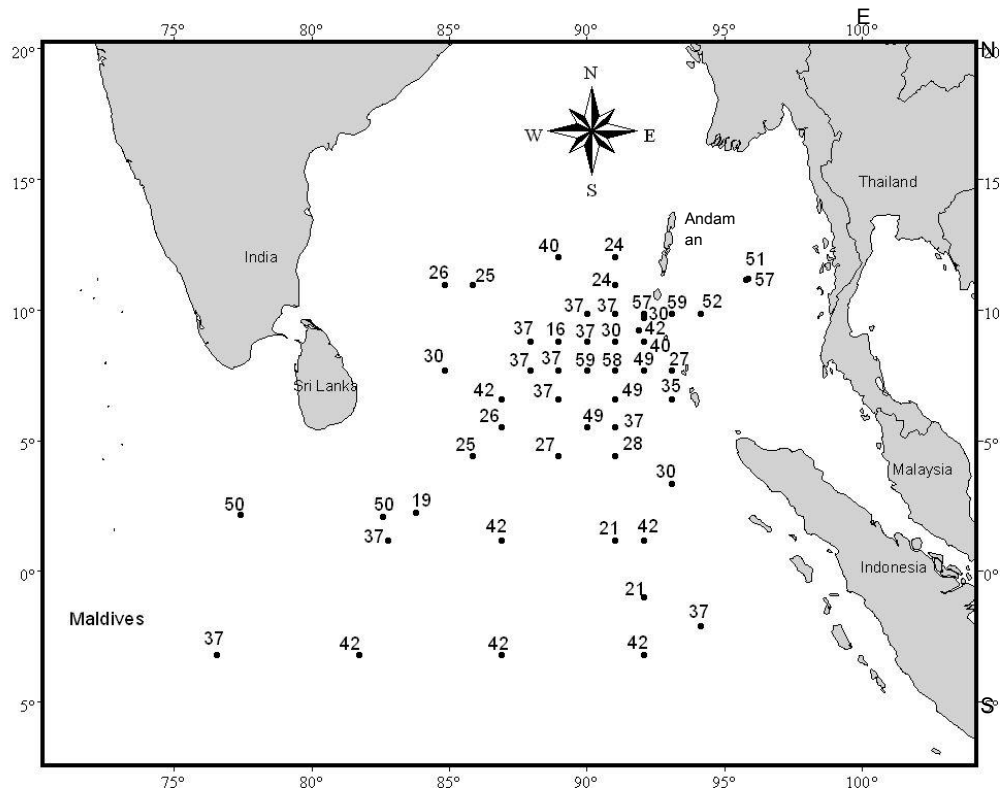 E
75° 80° 85° 90° 95° 100°
20° N 20
N
W E
S
15° 15
Thailand
Andam
an
India
40 24
51
26 25 24 57
10° 37 37 57 30 59 52 10
37 16 37 30 42
40
30 37 37 59 58 49 27
Sri Lanka
42 37 49 35
26 49 37
5° 25 27 28 5°
Malaysia
30
50 50 19
37 42 21 42
0° Indonesia 0°
21
37
Maldives
37 42 42 42
5° S
75° 80° 85° 90° 95° 100°